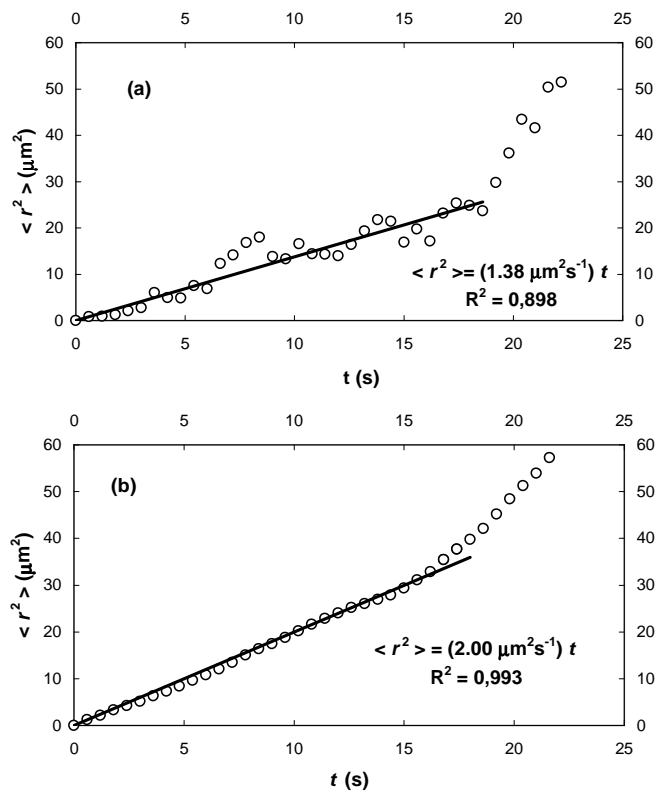 0 5 10 15 20 25
60 60
(a)
50 50
40 40
< r² > (μm²)
30 30
20 20
10 10
< r² >= (1.38 μm²s⁻¹) t
R² = 0,898
0 0
0 5 10 15 20 25
t (s)
0 5 10 15 20 25
60 60
(b)
50 50
40 40
< r² > (μm²)
30 30
20 20
< r² > = (2.00 μm²s⁻¹) t
R² = 0,993
10 10
0 0
0 5 10 15 20 25
t (s)